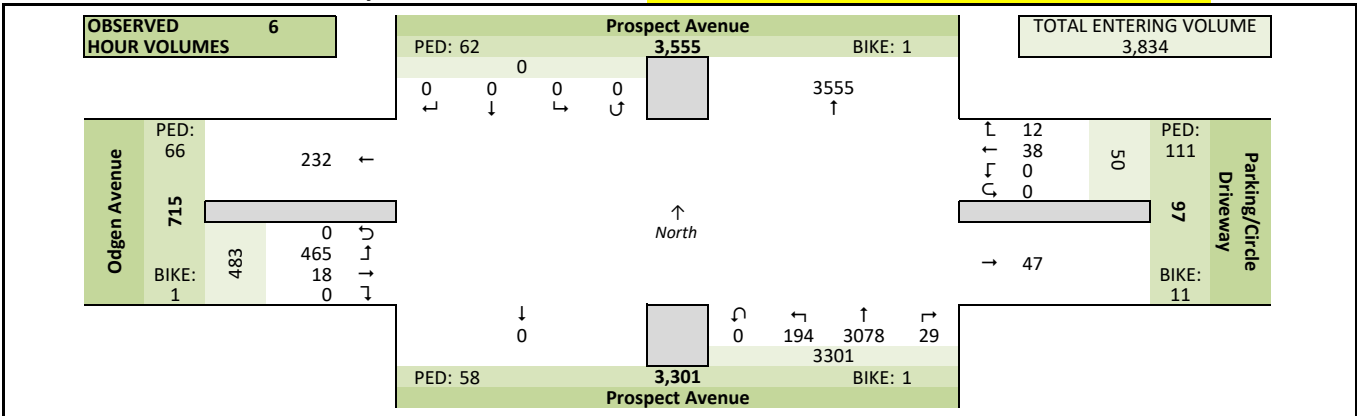 OBSERVED 6
HOUR VOLUMES
Prospect Avenue
PED: 62 3,555 BIKE: 1
TOTAL ENTERING VOLUME
3,834
0
0 0 0 0 3555
↵ ↓ ↳ ↺ ↑
Odgen Avenue
PED:
66
715
BIKE:
1
483
232 ←
0 ↺
465 ↰
18 →
0 ↴
↑
North
↱ 12
← 38
↲ 0
↺ 0
50
→ 47
PED:
111
97
BIKE:
11
Parking/Circle
Driveway
↓ ↺ ↰ ↑ ↱
0 0 194 3078 29
3301
PED: 58 3,301 BIKE: 1
Prospect Avenue